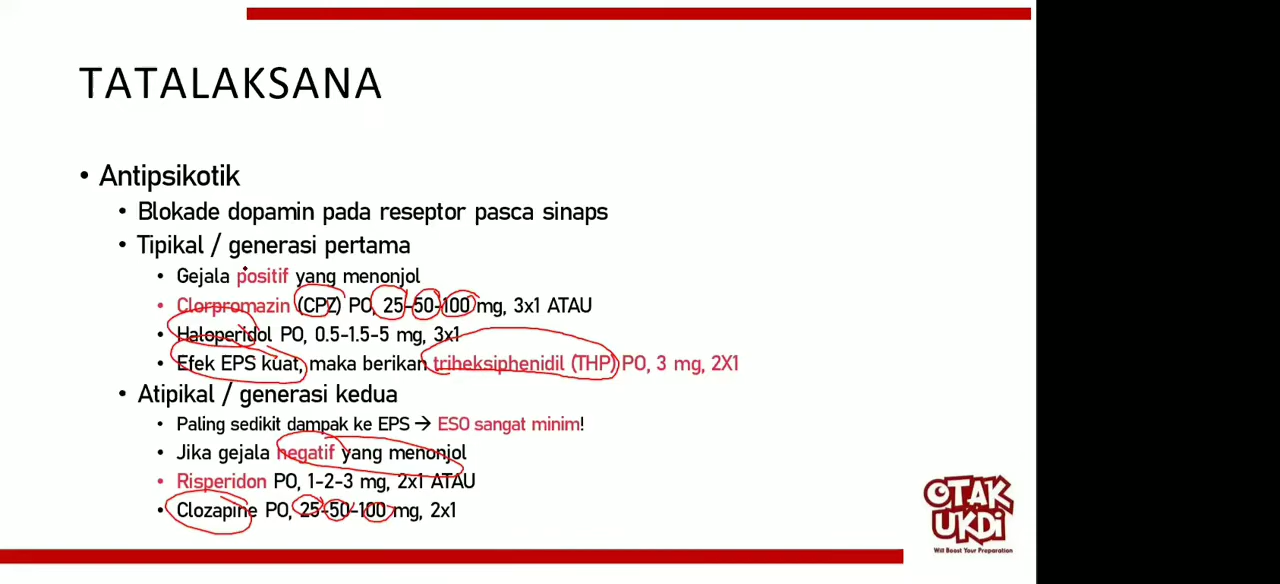 TATALAKSANA
• Antipsikotik
• Blokade dopamin pada reseptor pasca sinaps
• Tipikal / generasi pertama
• Gejala positif yang menonjol
• Clorpromazin (CPZ) PO, 25-50-100 mg, 3x1 ATAU
• Haloperidol PO, 0.5-1.5-5 mg, 3x1
• Efek EPS kuat, maka berikan triheksiphenidil (THP) PO, 3 mg, 2X1
• Atipikal / generasi kedua
• Paling sedikit dampak ke EPS → ESO sangat minim!
• Jika gejala negatif yang menonjol
• Risperidon PO, 1-2-3 mg, 2x1 ATAU
• Clozapine PO, 25-50-100 mg, 2x1
OTAK
UKDi
Will Boost Your Preparation